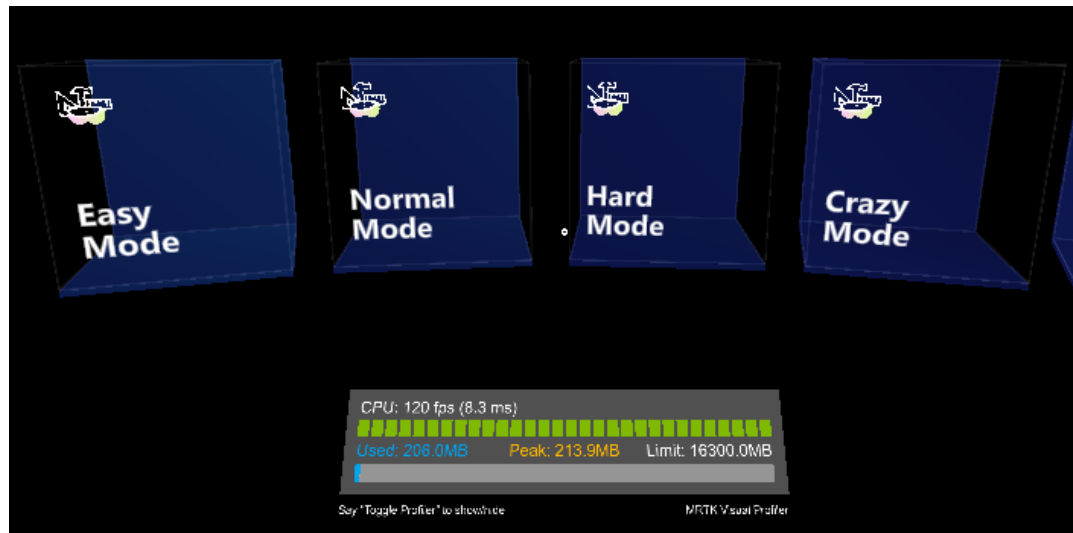 Easy
Mode
Normal
Mode
Hard
Mode
Crazy
Mode
CPU: 120 fps (8.3 ms)
Used: 206.0MB Peak: 213.9MB Limit: 16300.0MB
Say "Toggle Profiler" to show/hide MRTK Visual Profiler